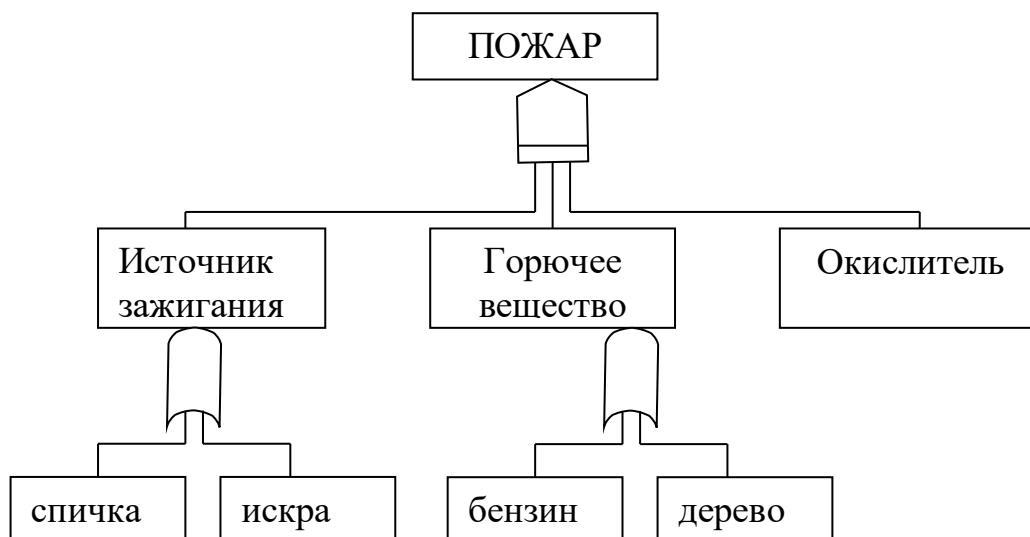 ПОЖАР
Источник
зажигания
Горючее
вещество
Окислитель
спичка
искра
бензин
дерево